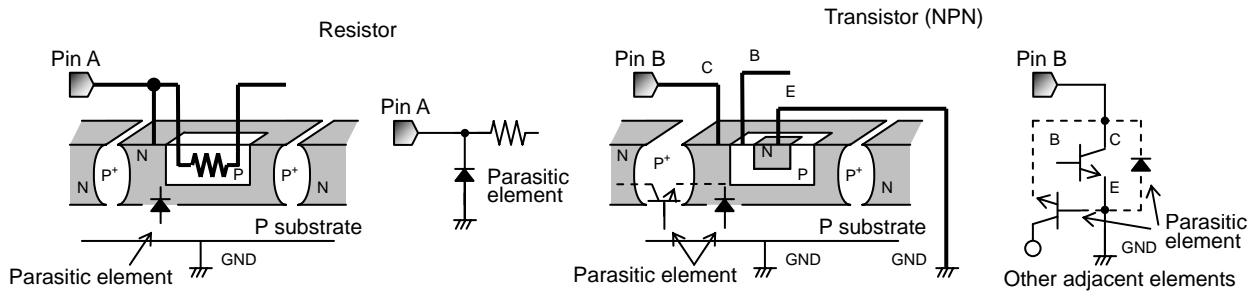 Resistor
Pin A
N
P
N
P+
P+
N
P substrate
GND
Parasitic element
Pin A
Parasitic
element
Transistor (NPN)
Pin B
C
B
E
N
P+
N
P
P+
N
N
P substrate
GND
GND
Parasitic element
Pin B
B
C
E
GND
Parasitic
element
Other adjacent elements